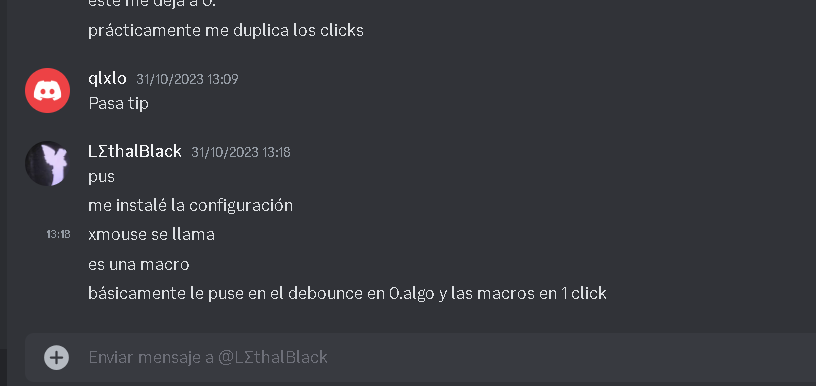 este me deja a 0.
prácticamente me duplica los clicks
qlxlo 31/10/2023 13:09
Pasa tip
LΣthalBlack 31/10/2023 13:18
pus
me instalé la configuración
13:18 xmouse se llama
es una macro
básicamente le puse en el debounce en 0.algo y las macros en 1 click
Enviar mensaje a @LΣthalBlack